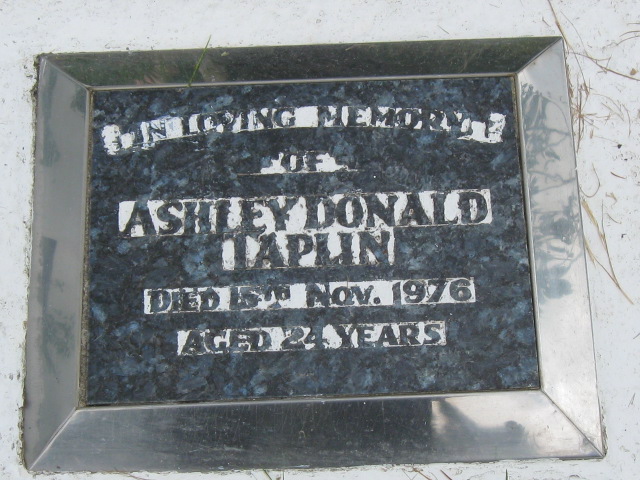 IN LOVING MEMORY
OF
ASHLEY DONALD
TAPLIN
DIED 15TH NOV. 1976
AGED 24 YEARS